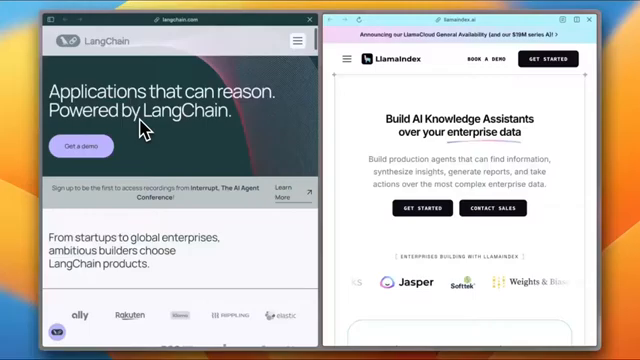 langchain.com
LangChain
Applications that can reason.
Powered by LangChain.
Get a demo
Sign up to be the first to access recordings from Interrupt, The AI Agent
Conference!
Learn
More
From startups to global enterprises,
ambitious builders choose
LangChain products.
ally
Rakuten
RIPPLING
elastic
llamaindex.ai
Announcing our LlamaCloud General Availability (and our $19M series A)!
LlamaIndex
BOOK A DEMO
GET STARTED
Build AI Knowledge Assistants
over your enterprise data
Build production agents that can find information,
synthesize insights, generate reports, and take
actions over the most complex enterprise data.
GET STARTED
CONTACT SALES
ENTERPRISES BUILDING WITH LLAMAINDEX
KS
Jasper
Softtek
Weights & Bias